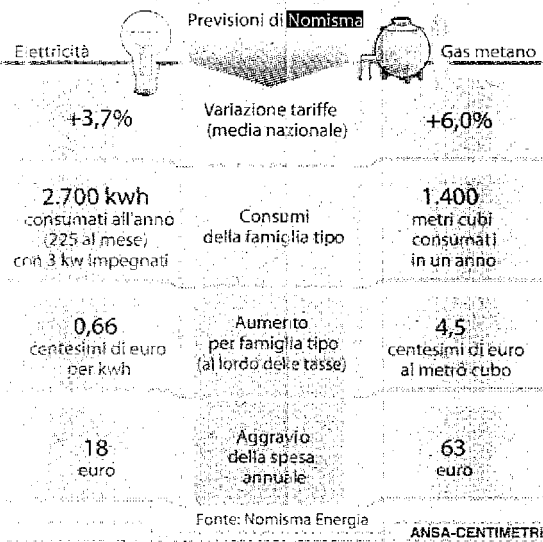 Previsioni di Nomisma
Elettricità
Gas metano
+3,7%
Variazione tariffe
(media nazionale)
+6,0%
2.700 kwh
consumati all'anno
(225 al mese)
con 3 kw impegnati
Consumi
della famiglia tipo
1.400
metri cubi
consumati
in un anno
0,66
centesimi di euro
per kwh
Aumento
per famiglia tipo
(al lordo delle tasse)
4,5
centesimi di euro
al metro cubo
18
euro
Aggravio
della spesa
annuale
63
euro
Fonte: Nomisma Energia
ANSA-CENTIMETRI